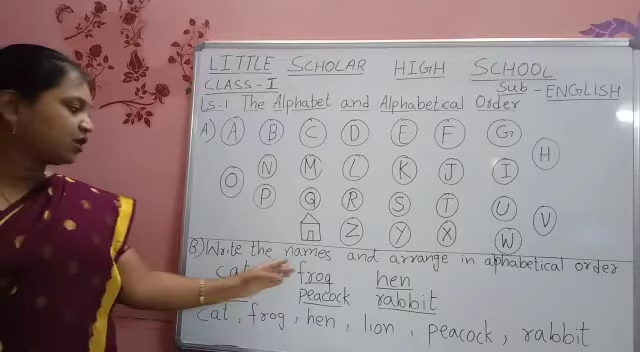 LITTLE SCHOLAR HIGH SCHOOL
CLASS-I Sub-ENGLISH
Ls-1 The Alphabet and Alphabetical Order
A) A B C D E F G
H
N M L K J I
O
P Q R S T U
V
Z Y X W
B) Write the names and arrange in alphabetical order
cat frog hen
peacock rabbit
cat, frog, hen, lion, peacock, rabbit